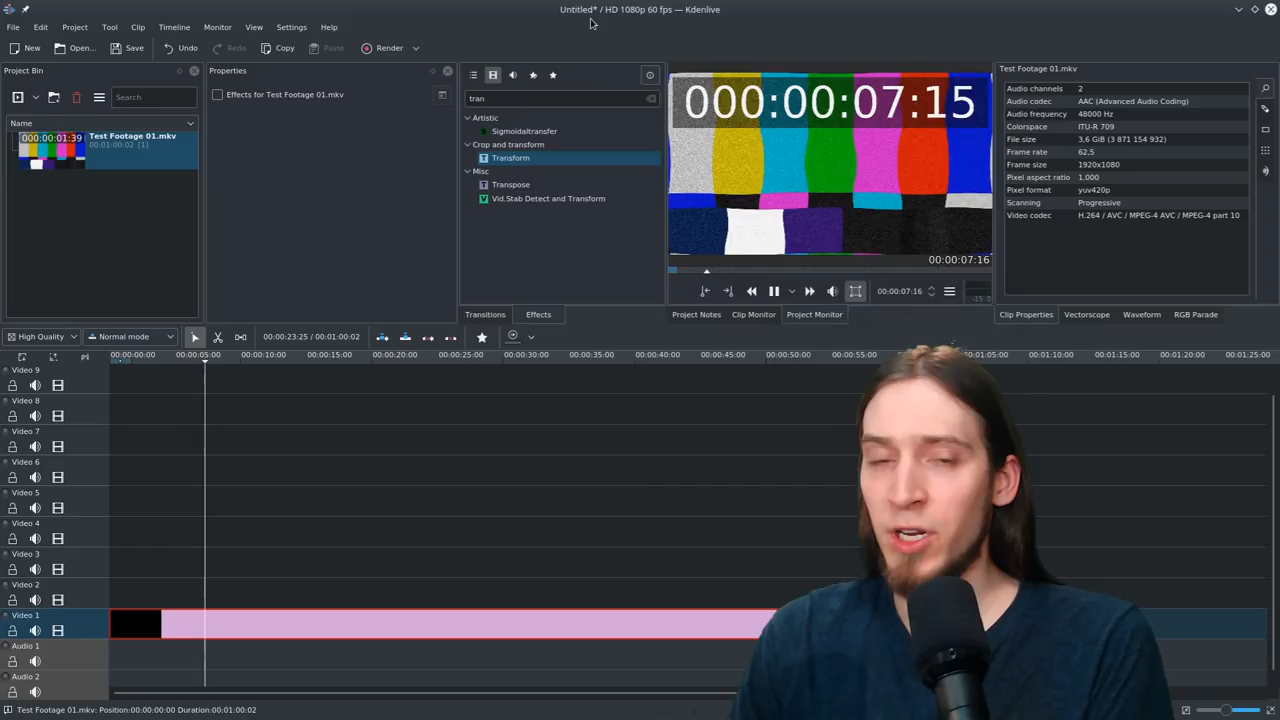 Untitled* / HD 1080p 60 fps — Kdenlive
File Edit Project Tool Clip Timeline Monitor View Settings Help
New Open... Save Undo Redo Copy Paste Render
Project Bin
Search
Name
Test Footage 01.mkv
00:01:00:02 [1]
000:00:01:39
Properties
Effects for Test Footage 01.mkv
tran
Artistic
Sigmoidaltransfer
Crop and transform
Transform
Misc
Transpose
Vid.Stab Detect and Transform
Transitions Effects
000:00:07:15
00:00:07:16
00:00:07:16
-15 0
Project Notes Clip Monitor Project Monitor
Test Footage 01.mkv
Audio channels 2
Audio codec AAC (Advanced Audio Coding)
Audio frequency 48000 Hz
Colorspace ITU-R 709
File size 3,6 GiB (3 871 154 932)
Frame rate 62,5
Frame size 1920x1080
Pixel aspect ratio 1.000
Pixel format yuv420p
Scanning Progressive
Video codec H.264 / AVC / MPEG-4 AVC / MPEG-4 part 10
Clip Properties Vectorscope Waveform RGB Parade
High Quality Normal mode 00:00:23:25 / 00:01:00:02
00:00:00:00 00:00:05:00 00:00:10:00 00:00:15:00 00:00:20:00 00:00:25:00 00:00:30:00 00:00:35:00 00:00:40:00 00:00:45:00 00:00:50:00 00:00:55:00 00:01:05:00 00:01:10:00 00:01:15:00 00:01:20:00 00:01:25:00
Video 9
Video 8
Video 7
Video 6
Video 5
Video 4
Video 3
Video 2
Video 1
Audio 1
Audio 2
Test Footage 01.mkv: Position:00:00:00:00 Duration:00:01:00:02